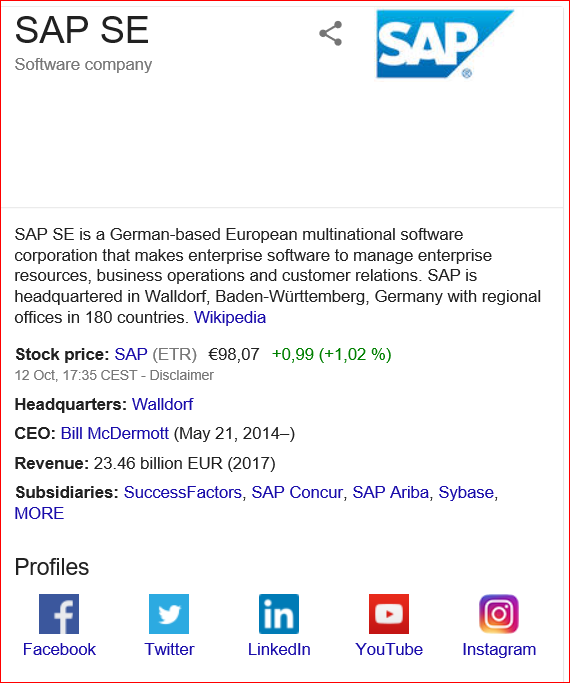 SAP SE
SAP
®
Software company
SAP SE is a German-based European multinational software
corporation that makes enterprise software to manage enterprise
resources, business operations and customer relations. SAP is
headquartered in Walldorf, Baden-Württemberg, Germany with regional
offices in 180 countries. Wikipedia
Stock price: SAP (ETR) €98,07 +0,99 (+1,02 %)
12 Oct, 17:35 CEST - Disclaimer
Headquarters: Walldorf
CEO: Bill McDermott (May 21, 2014–)
Revenue: 23.46 billion EUR (2017)
Subsidiaries: SuccessFactors, SAP Concur, SAP Ariba, Sybase,
MORE
Profiles
Facebook Twitter LinkedIn YouTube Instagram